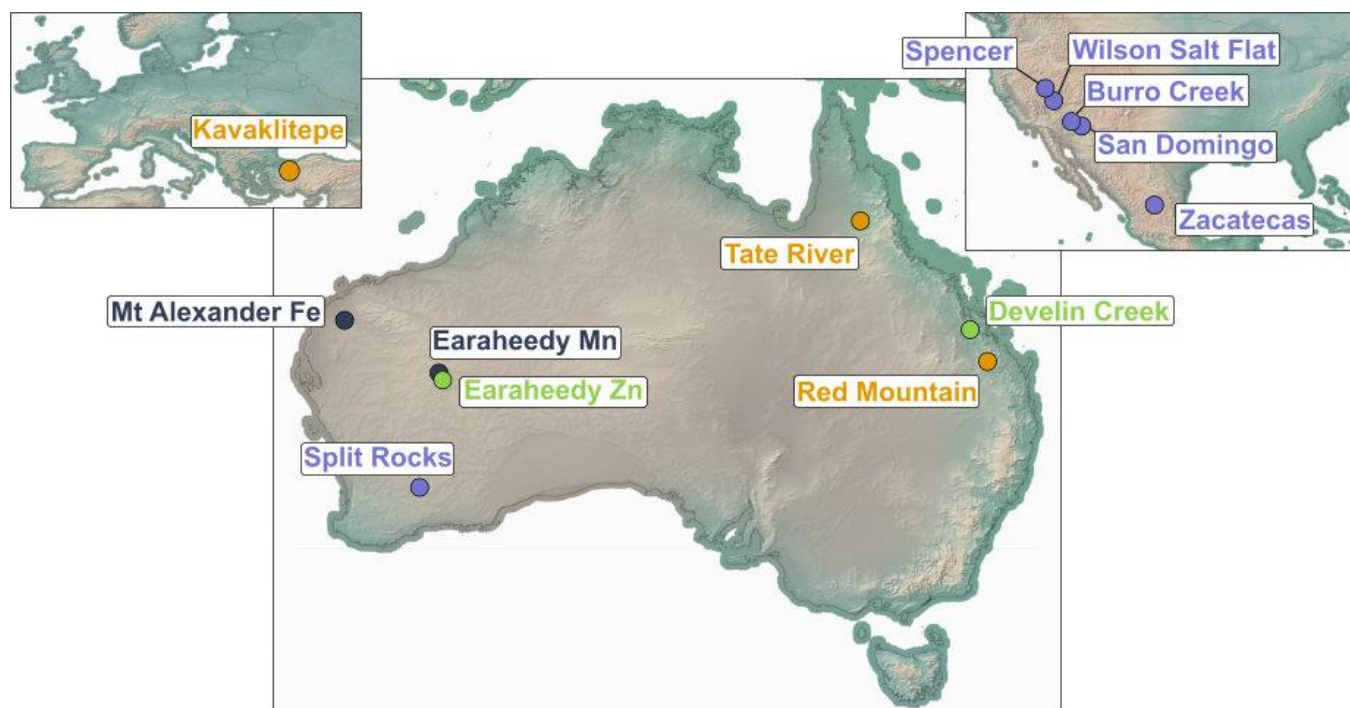 Kavaklitepe
Spencer
Wilson Salt Flat
Burro Creek
San Domingo
Zacatecas
Tate River
Mt Alexander Fe
Develin Creek
Earaheedy Mn
Earaheedy Zn
Red Mountain
Split Rocks